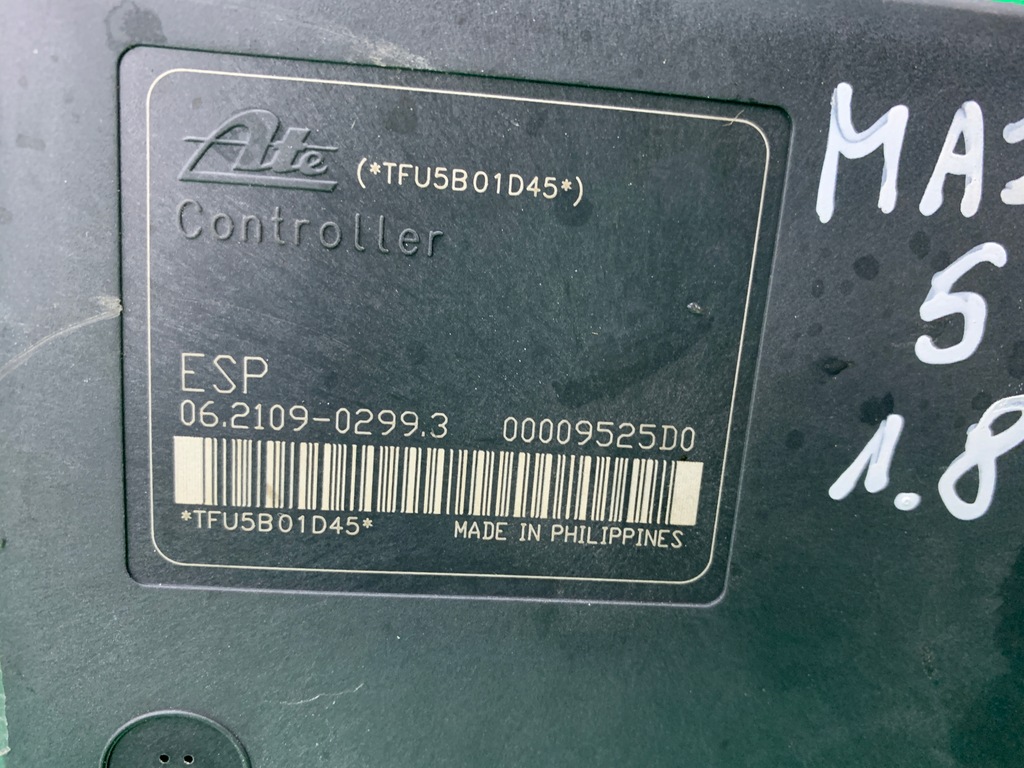 Ate (*TFU5B01D45*)
Controller
ESP
06.2109-0299.3 00009525D0
*TFU5B01D45* MADE IN PHILIPPINES
5
1.8